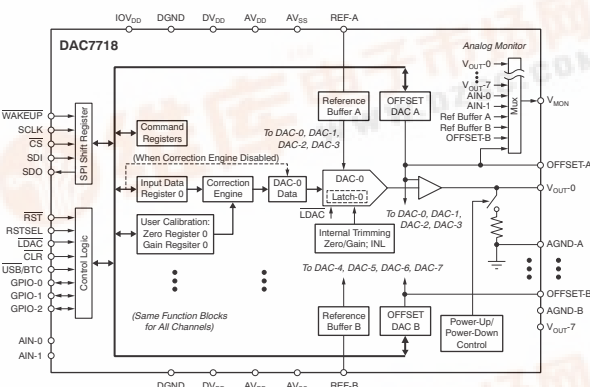 IOVDD DGND DVDD AVDD AVSS REF-A
DAC7718
Analog Monitor
VOUT-0
VOUT-7
AIN-0
AIN-1
Ref Buffer A
Ref Buffer B
OFFSET-B
Mux
VMON
WAKEUP
SCLK
CS
SDI
SDO
SPI Shift Register
Command
Registers
Reference
Buffer A
OFFSET
DAC A
To DAC-0, DAC-1,
DAC-2, DAC-3
(When Correction Engine Disabled)
Input Data
Register 0
Correction
Engine
DAC-0
Data
DAC-0
Latch-0
LDAC
OFFSET-A
VOUT-0
RST
RSTSEL
LDAC
CLR
USB/BTC
GPIO-0
GPIO-1
GPIO-2
Control Logic
User Calibration:
Zero Register 0
Gain Register 0
Internal Trimming
Zero/Gain; INL
To DAC-0, DAC-1,
DAC-2, DAC-3
AGND-A
To DAC-4, DAC-5, DAC-6, DAC-7
(Same Function Blocks
for All Channels)
Reference
Buffer B
OFFSET
DAC B
Power-Up/
Power-Down
Control
OFFSET-B
AGND-B
VOUT-7
AIN-0
AIN-1
DGND DVDD AVDD AVSS REF-B